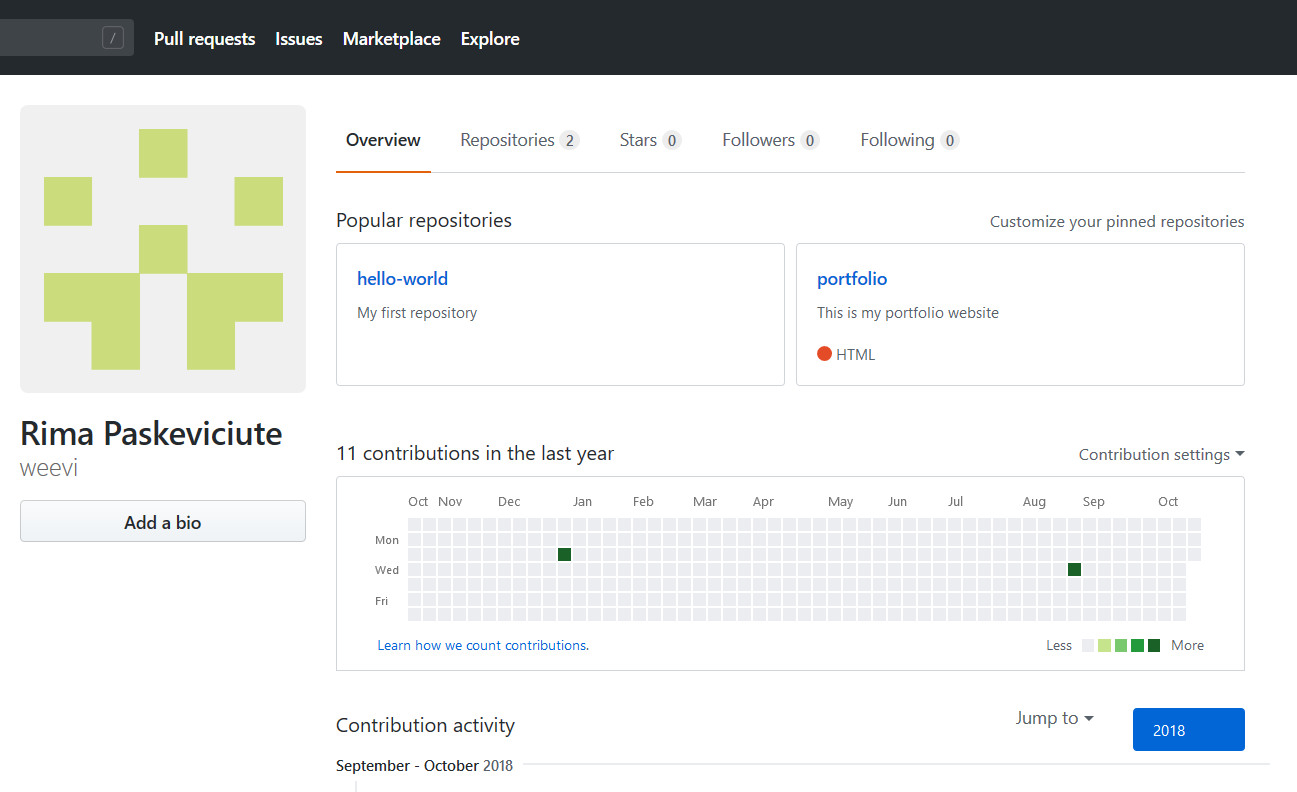 / Pull requests Issues Marketplace Explore
Overview Repositories 2 Stars 0 Followers 0 Following 0
Popular repositories Customize your pinned repositories
hello-world
My first repository
portfolio
This is my portfolio website
HTML
Rima Paskeviciute
weevi
Add a bio
11 contributions in the last year Contribution settings
Oct Nov Dec Jan Feb Mar Apr May Jun Jul Aug Sep Oct
Mon
Wed
Fri
Learn how we count contributions. Less More
Contribution activity Jump to 2018
September - October 2018